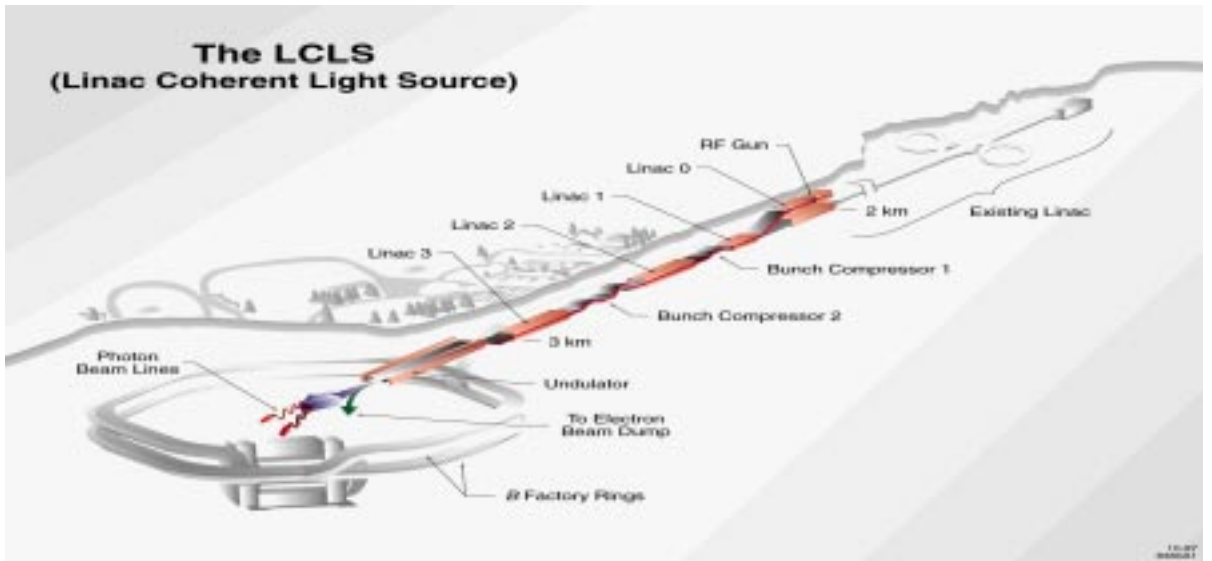 The LCLS
(Linac Coherent Light Source)
RF Gun
Linac 0
Linac 1
2 km
Existing Linac
Linac 2
Linac 3
Bunch Compressor 1
Bunch Compressor 2
3 km
Photon
Beam Lines
Undulator
To Electron
Beam Dump
B Factory Rings